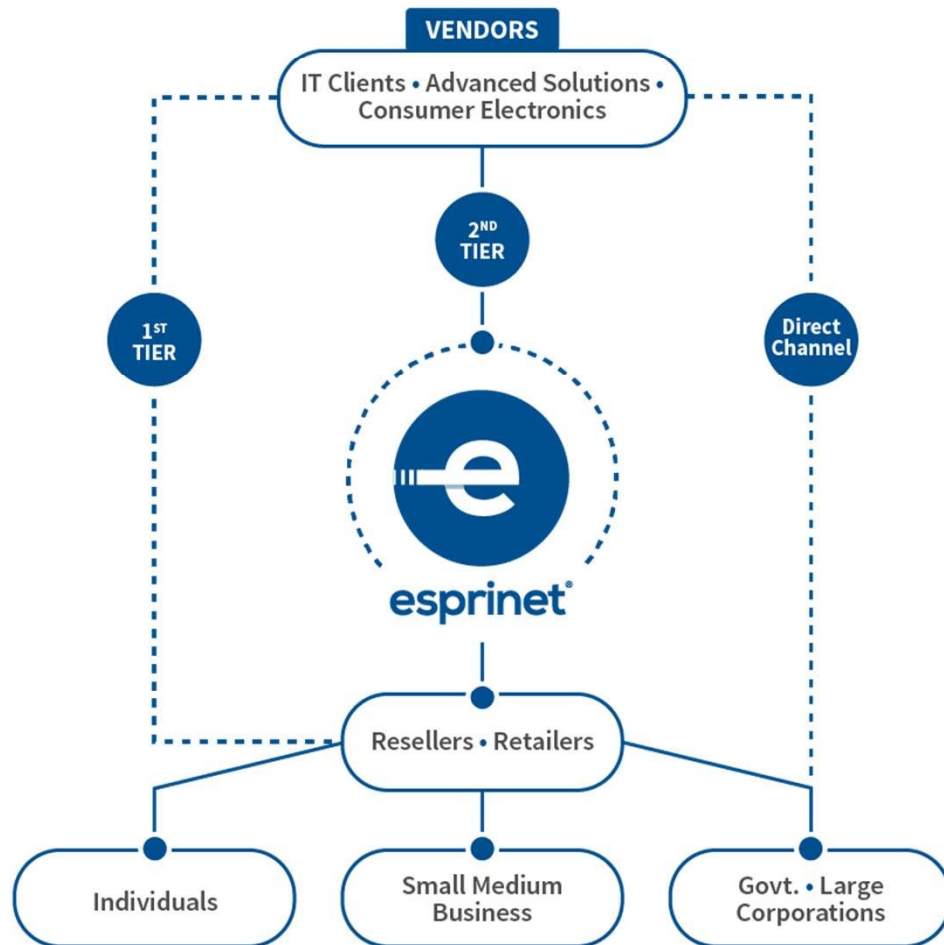 VENDORS
IT Clients • Advanced Solutions •
Consumer Electronics
2ND
TIER
1ST
TIER
Direct
Channel
e
esprinet®
Resellers • Retailers
Individuals
Small Medium
Business
Govt. • Large
Corporations